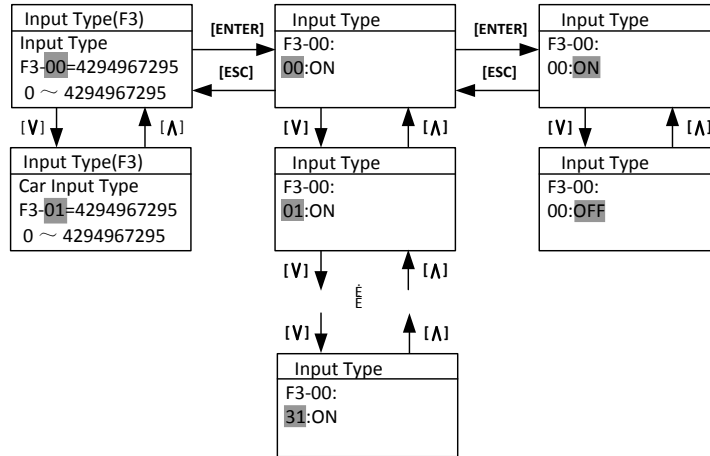 Input Type(F3)
Input Type
F3-00=4294967295
0 ～ 4294967295
[ENTER]
[ESC]
Input Type
F3-00:
00:ON
[ENTER]
[ESC]
Input Type
F3-00:
00:ON
[∨]
[∧]
[∨]
[∧]
[∨]
[∧]
Input Type(F3)
Car Input Type
F3-01=4294967295
0 ～ 4294967295
Input Type
F3-00:
01:ON
Input Type
F3-00:
00:OFF
[∨]
[∧]
Ė
Ė
[∨]
[∧]
Input Type
F3-00:
31:ON